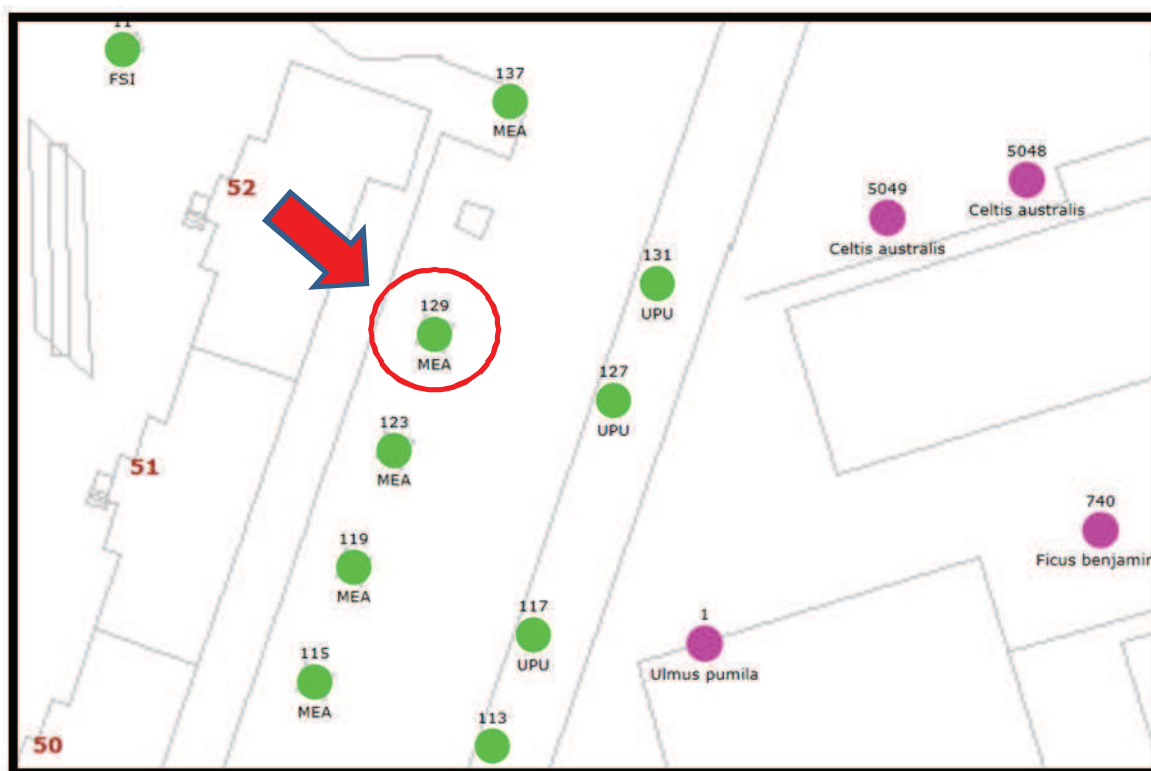 11
FSI
137
MEA
52
5048
Celtis australis
5049
Celtis australis
131
UPU
129
MEA
127
UPU
123
MEA
51
740
Ficus benjamin
119
MEA
117
UPU
1
Ulmus pumila
115
MEA
113
50